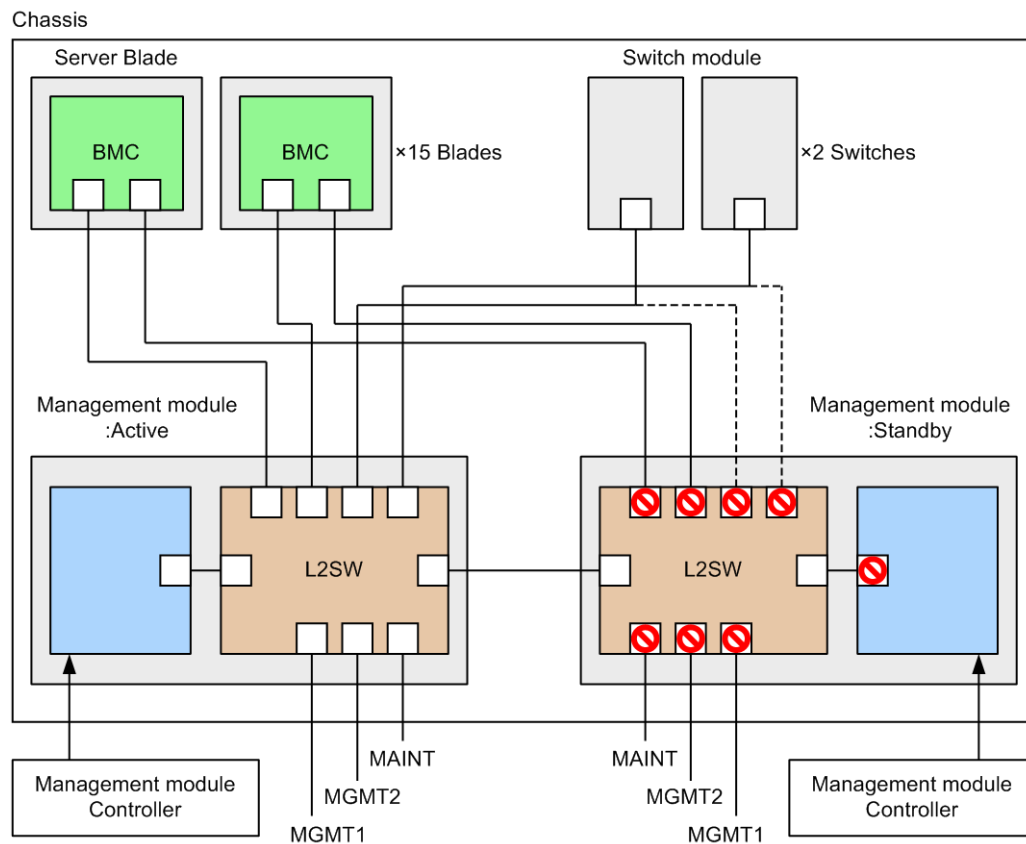 Chassis
Server Blade
Switch module
BMC
BMC
×15 Blades
×2 Switches
Management module
:Active
Management module
:Standby
L2SW
L2SW
MAINT
MGMT2
MGMT1
MAINT
MGMT2
MGMT1
Management module
Controller
Management module
Controller